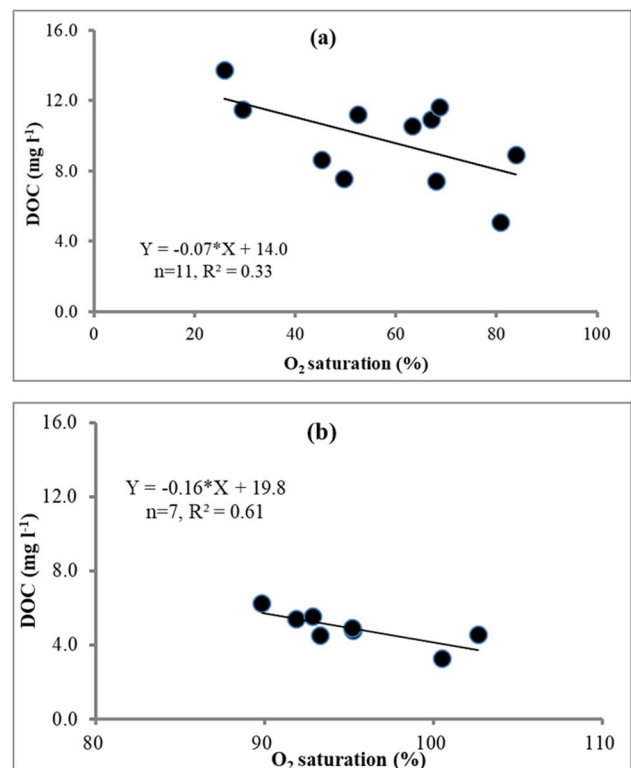 (a)
16.0
12.0
8.0
4.0
0.0
DOC (mg l⁻¹)
Y = -0.07*X + 14.0
n=11, R² = 0.33
0 20 40 60 80 100
O₂ saturation (%)
(b)
16.0
12.0
8.0
4.0
0.0
DOC (mg l⁻¹)
Y = -0.16*X + 19.8
n=7, R² = 0.61
80 90 100 110
O₂ saturation (%)